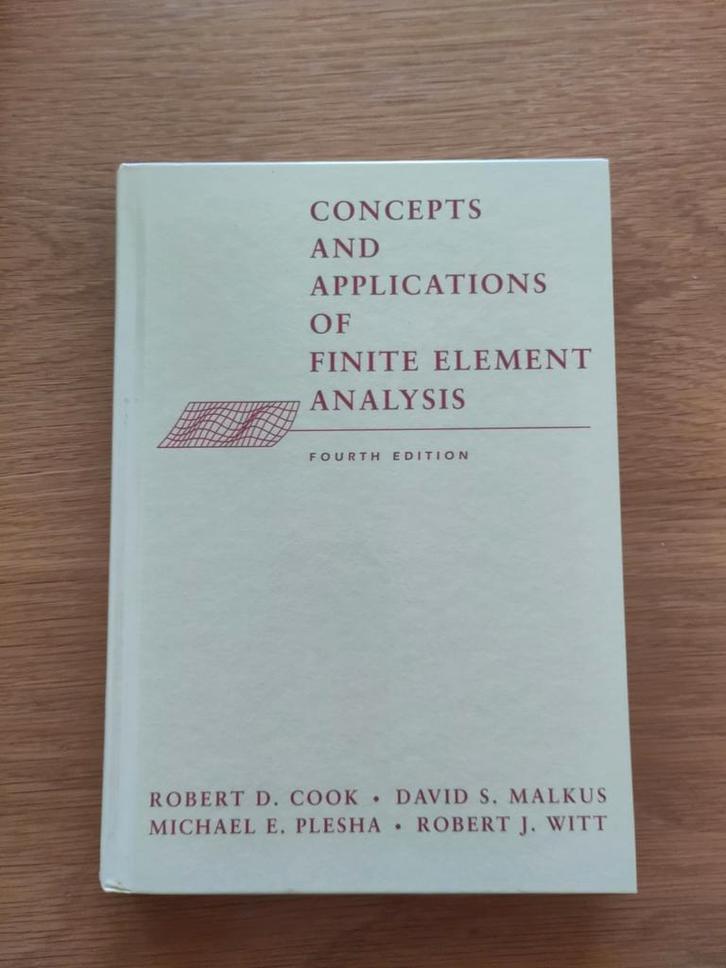 CONCEPTS
AND
APPLICATIONS
OF
FINITE ELEMENT
ANALYSIS
FOURTH EDITION
ROBERT D. COOK • DAVID S. MALKUS
MICHAEL E. PLESHA • ROBERT J. WITT